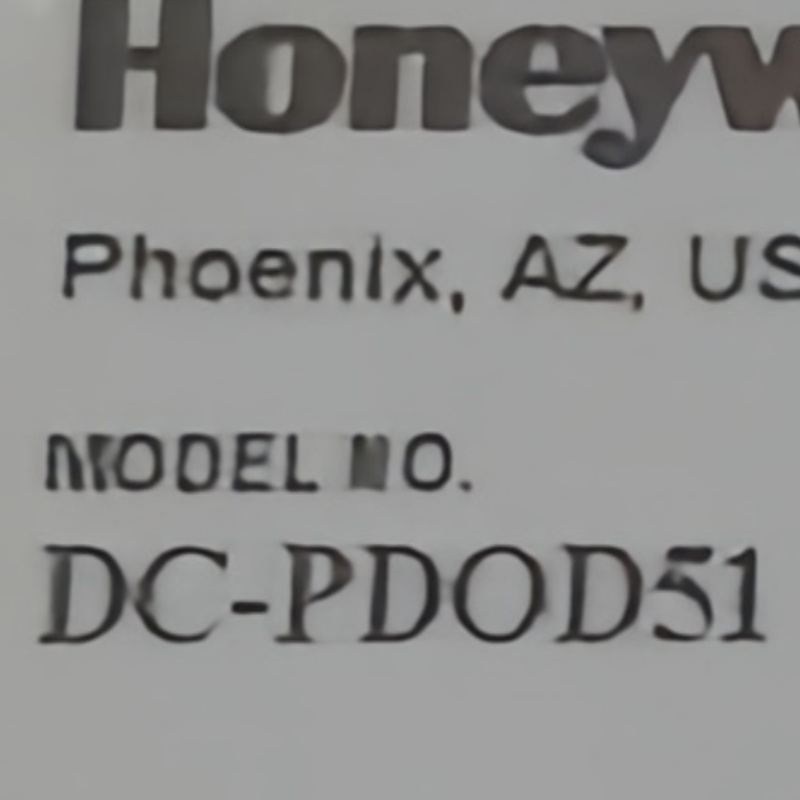 Honeyw
Phoenix, AZ, US
MODEL NO.
DC-PDOD51